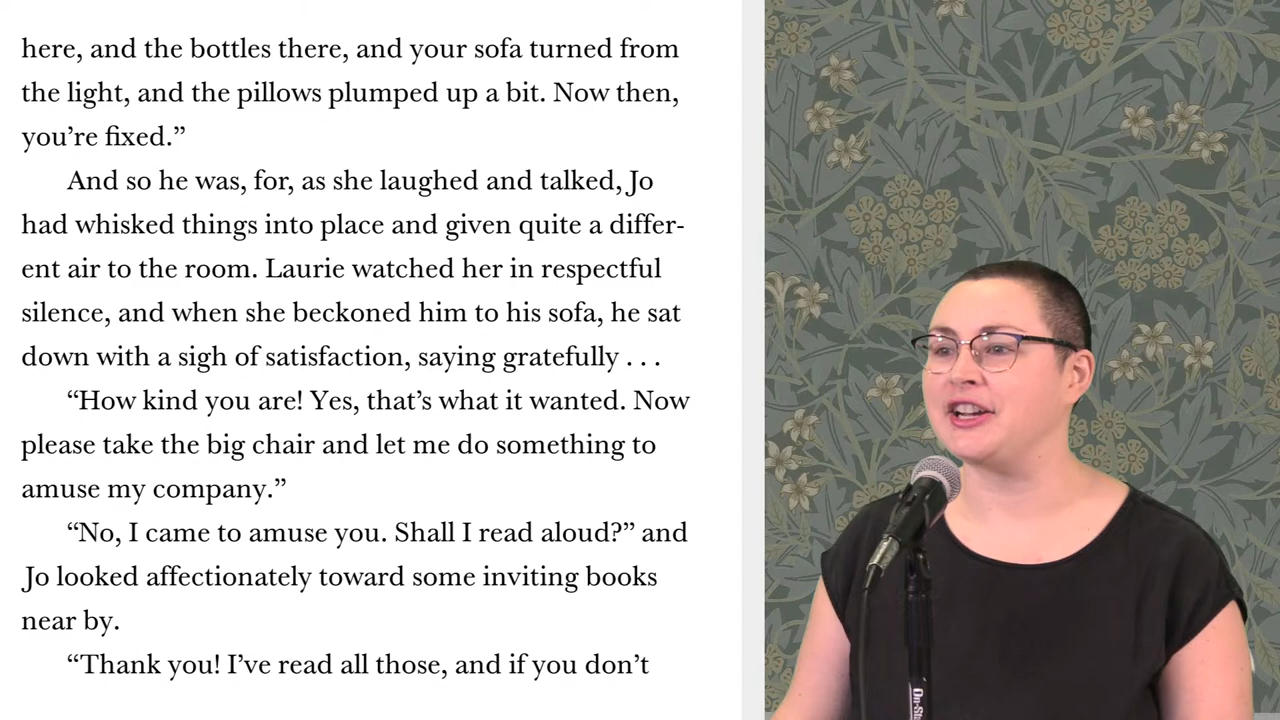 here, and the bottles there, and your sofa turned from
the light, and the pillows plumped up a bit. Now then,
you’re fixed.”
And so he was, for, as she laughed and talked, Jo
had whisked things into place and given quite a differ-
ent air to the room. Laurie watched her in respectful
silence, and when she beckoned him to his sofa, he sat
down with a sigh of satisfaction, saying gratefully . . .
“How kind you are! Yes, that’s what it wanted. Now
please take the big chair and let me do something to
amuse my company.”
“No, I came to amuse you. Shall I read aloud?” and
Jo looked affectionately toward some inviting books
near by.
“Thank you! I’ve read all those, and if you don’t